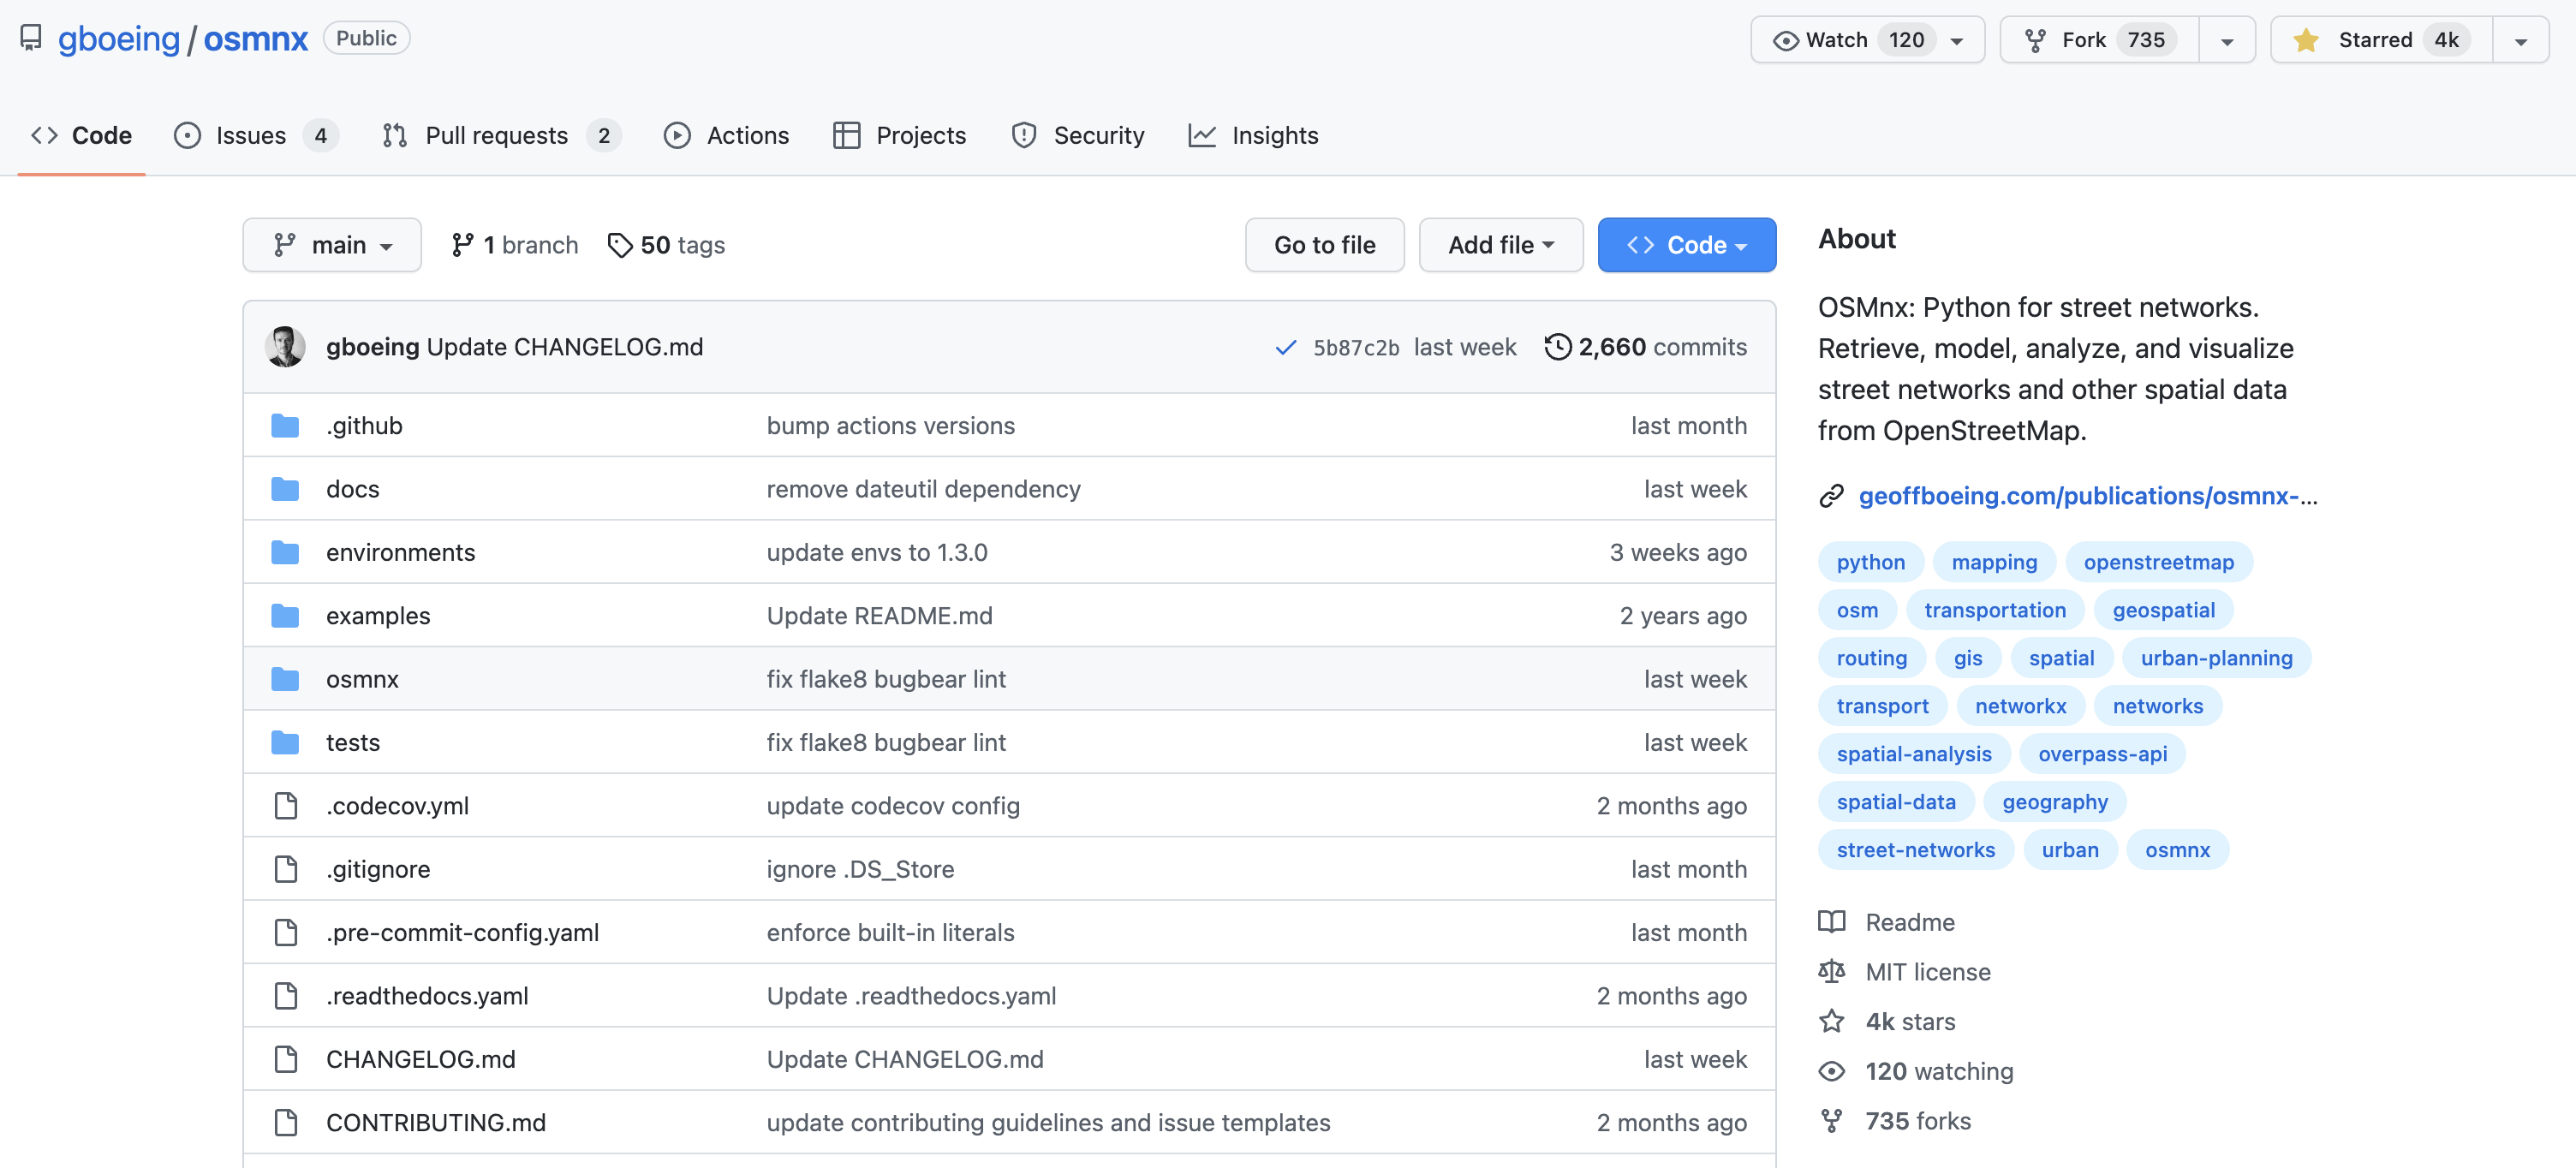 gboeing / osmnx Public
Watch 120 Fork 735 Starred 4k
Code Issues 4 Pull requests 2 Actions Projects Security Insights
main 1 branch 50 tags Go to file Add file Code
gboeing Update CHANGELOG.md 5b87c2b last week 2,660 commits
.github bump actions versions last month
docs remove dateutil dependency last week
environments update envs to 1.3.0 3 weeks ago
examples Update README.md 2 years ago
osmnx fix flake8 bugbear lint last week
tests fix flake8 bugbear lint last week
.codecov.yml update codecov config 2 months ago
.gitignore ignore .DS_Store last month
.pre-commit-config.yaml enforce built-in literals last month
.readthedocs.yaml Update .readthedocs.yaml 2 months ago
CHANGELOG.md Update CHANGELOG.md last week
CONTRIBUTING.md update contributing guidelines and issue templates 2 months ago
About
OSMnx: Python for street networks.
Retrieve, model, analyze, and visualize
street networks and other spatial data
from OpenStreetMap.
geoffboeing.com/publications/osmnx-...
python mapping openstreetmap
osm transportation geospatial
routing gis spatial urban-planning
transport networkx networks
spatial-analysis overpass-api
spatial-data geography
street-networks urban osmnx
Readme
MIT license
4k stars
120 watching
735 forks